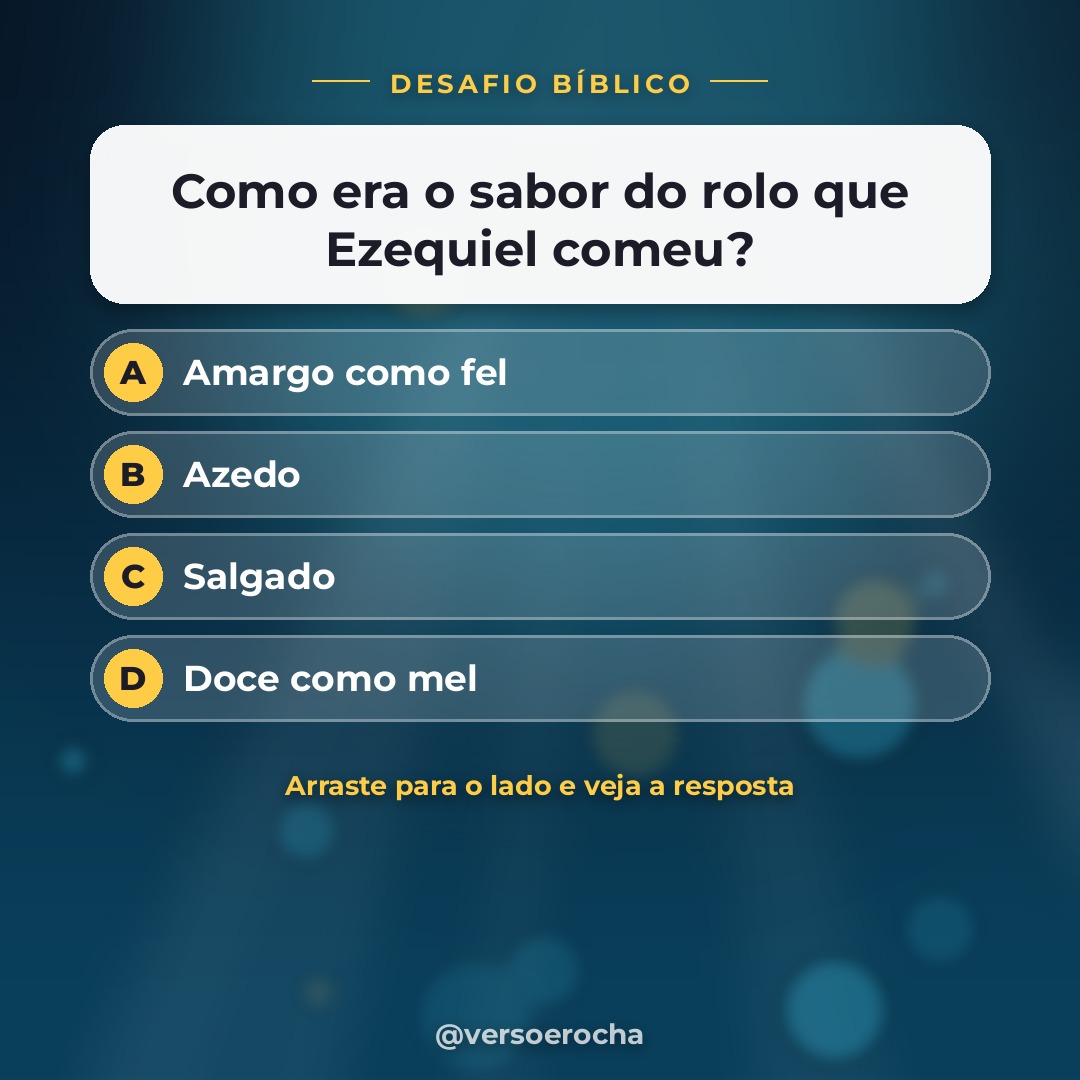 DESAFIO BÍBLICO
Como era o sabor do rolo que
Ezequiel comeu?
A Amargo como fel
B Azedo
C Salgado
D Doce como mel
Arraste para o lado e veja a resposta
@versoerocha